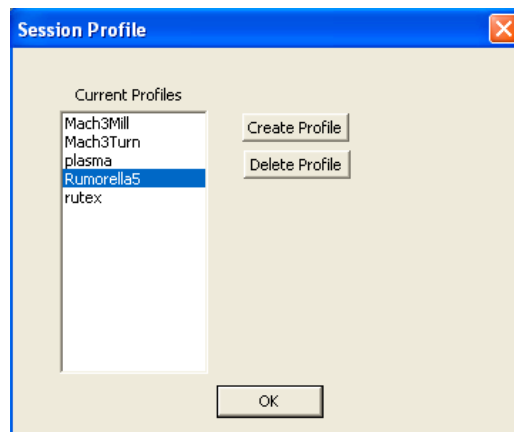 Session Profile
Current Profiles
Mach3Mill
Mach3Turn
plasma
Rumorella5
rutex
Create Profile
Delete Profile
OK